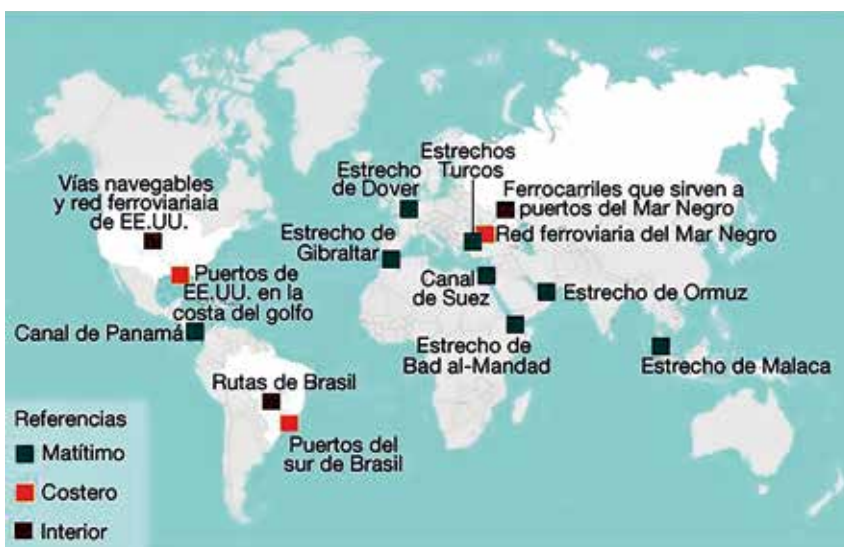 Vías navegables
y red ferroviariaia
de EE.UU.
Puertos de
EE.UU. en la
costa del golfo
Canal de Panamá
Rutas de Brasil
Puertos del
sur de Brasil
Estrecho
de Dover
Estrechos
Turcos
Ferrocarriles que sirven a
puertos del Mar Negro
Red ferroviaria del Mar Negro
Estrecho de
Gibraltar
Canal
de Suez
Estrecho de Ormuz
Estrecho de
Bad al-Mandad
Estrecho de Malaca
Referencias
Matítimo
Costero
Interior